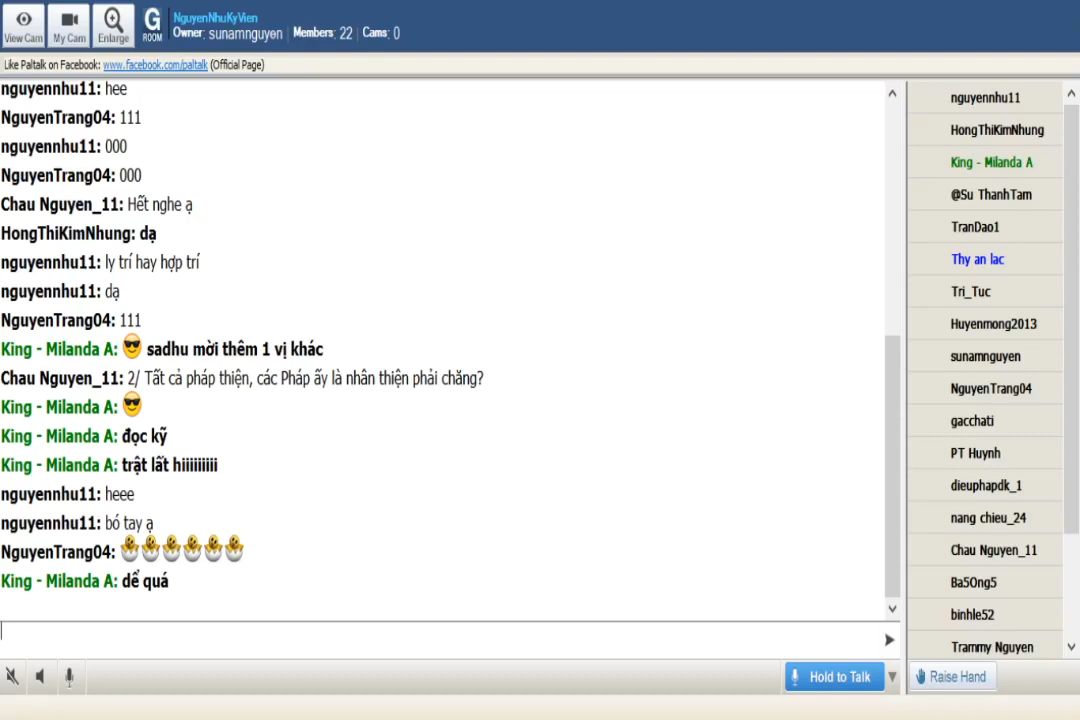 View Cam
My Cam
Enlarge
G
ROOM
NguyenNhuKyVien
Owner: sunamnguyen | Members: 22 | Cams: 0
Like Paltalk on Facebook: www.facebook.com/paltalk (Official Page)
nguyennhu11: hee
NguyenTrang04: 111
nguyennhu11: 000
NguyenTrang04: 000
Chau Nguyen_11: Hết nghe ạ
HongThiKimNhung: dạ
nguyennhu11: ly trí hay hợp trí
nguyennhu11: dạ
NguyenTrang04: 111
King - Milanda A: sadhu mời thêm 1 vị khác
Chau Nguyen_11: 2/ Tất cả pháp thiện, các Pháp ấy là nhân thiện phải chăng?
King - Milanda A:
King - Milanda A: đọc kỹ
King - Milanda A: trật lất hiiiiiiiii
nguyennhu11: heee
nguyennhu11: bó tay ạ
NguyenTrang04:
King - Milanda A: dể quá
nguyennhu11
HongThiKimNhung
King - Milanda A
@Su ThanhTam
TranDao1
Thy an lac
Tri_Tuc
Huyenmong2013
sunamnguyen
NguyenTrang04
gacchati
PT Huynh
dieuphapdk_1
nang chieu_24
Chau Nguyen_11
Ba5Ong5
binhle52
Trammy Nguyen
Hold to Talk
Raise Hand